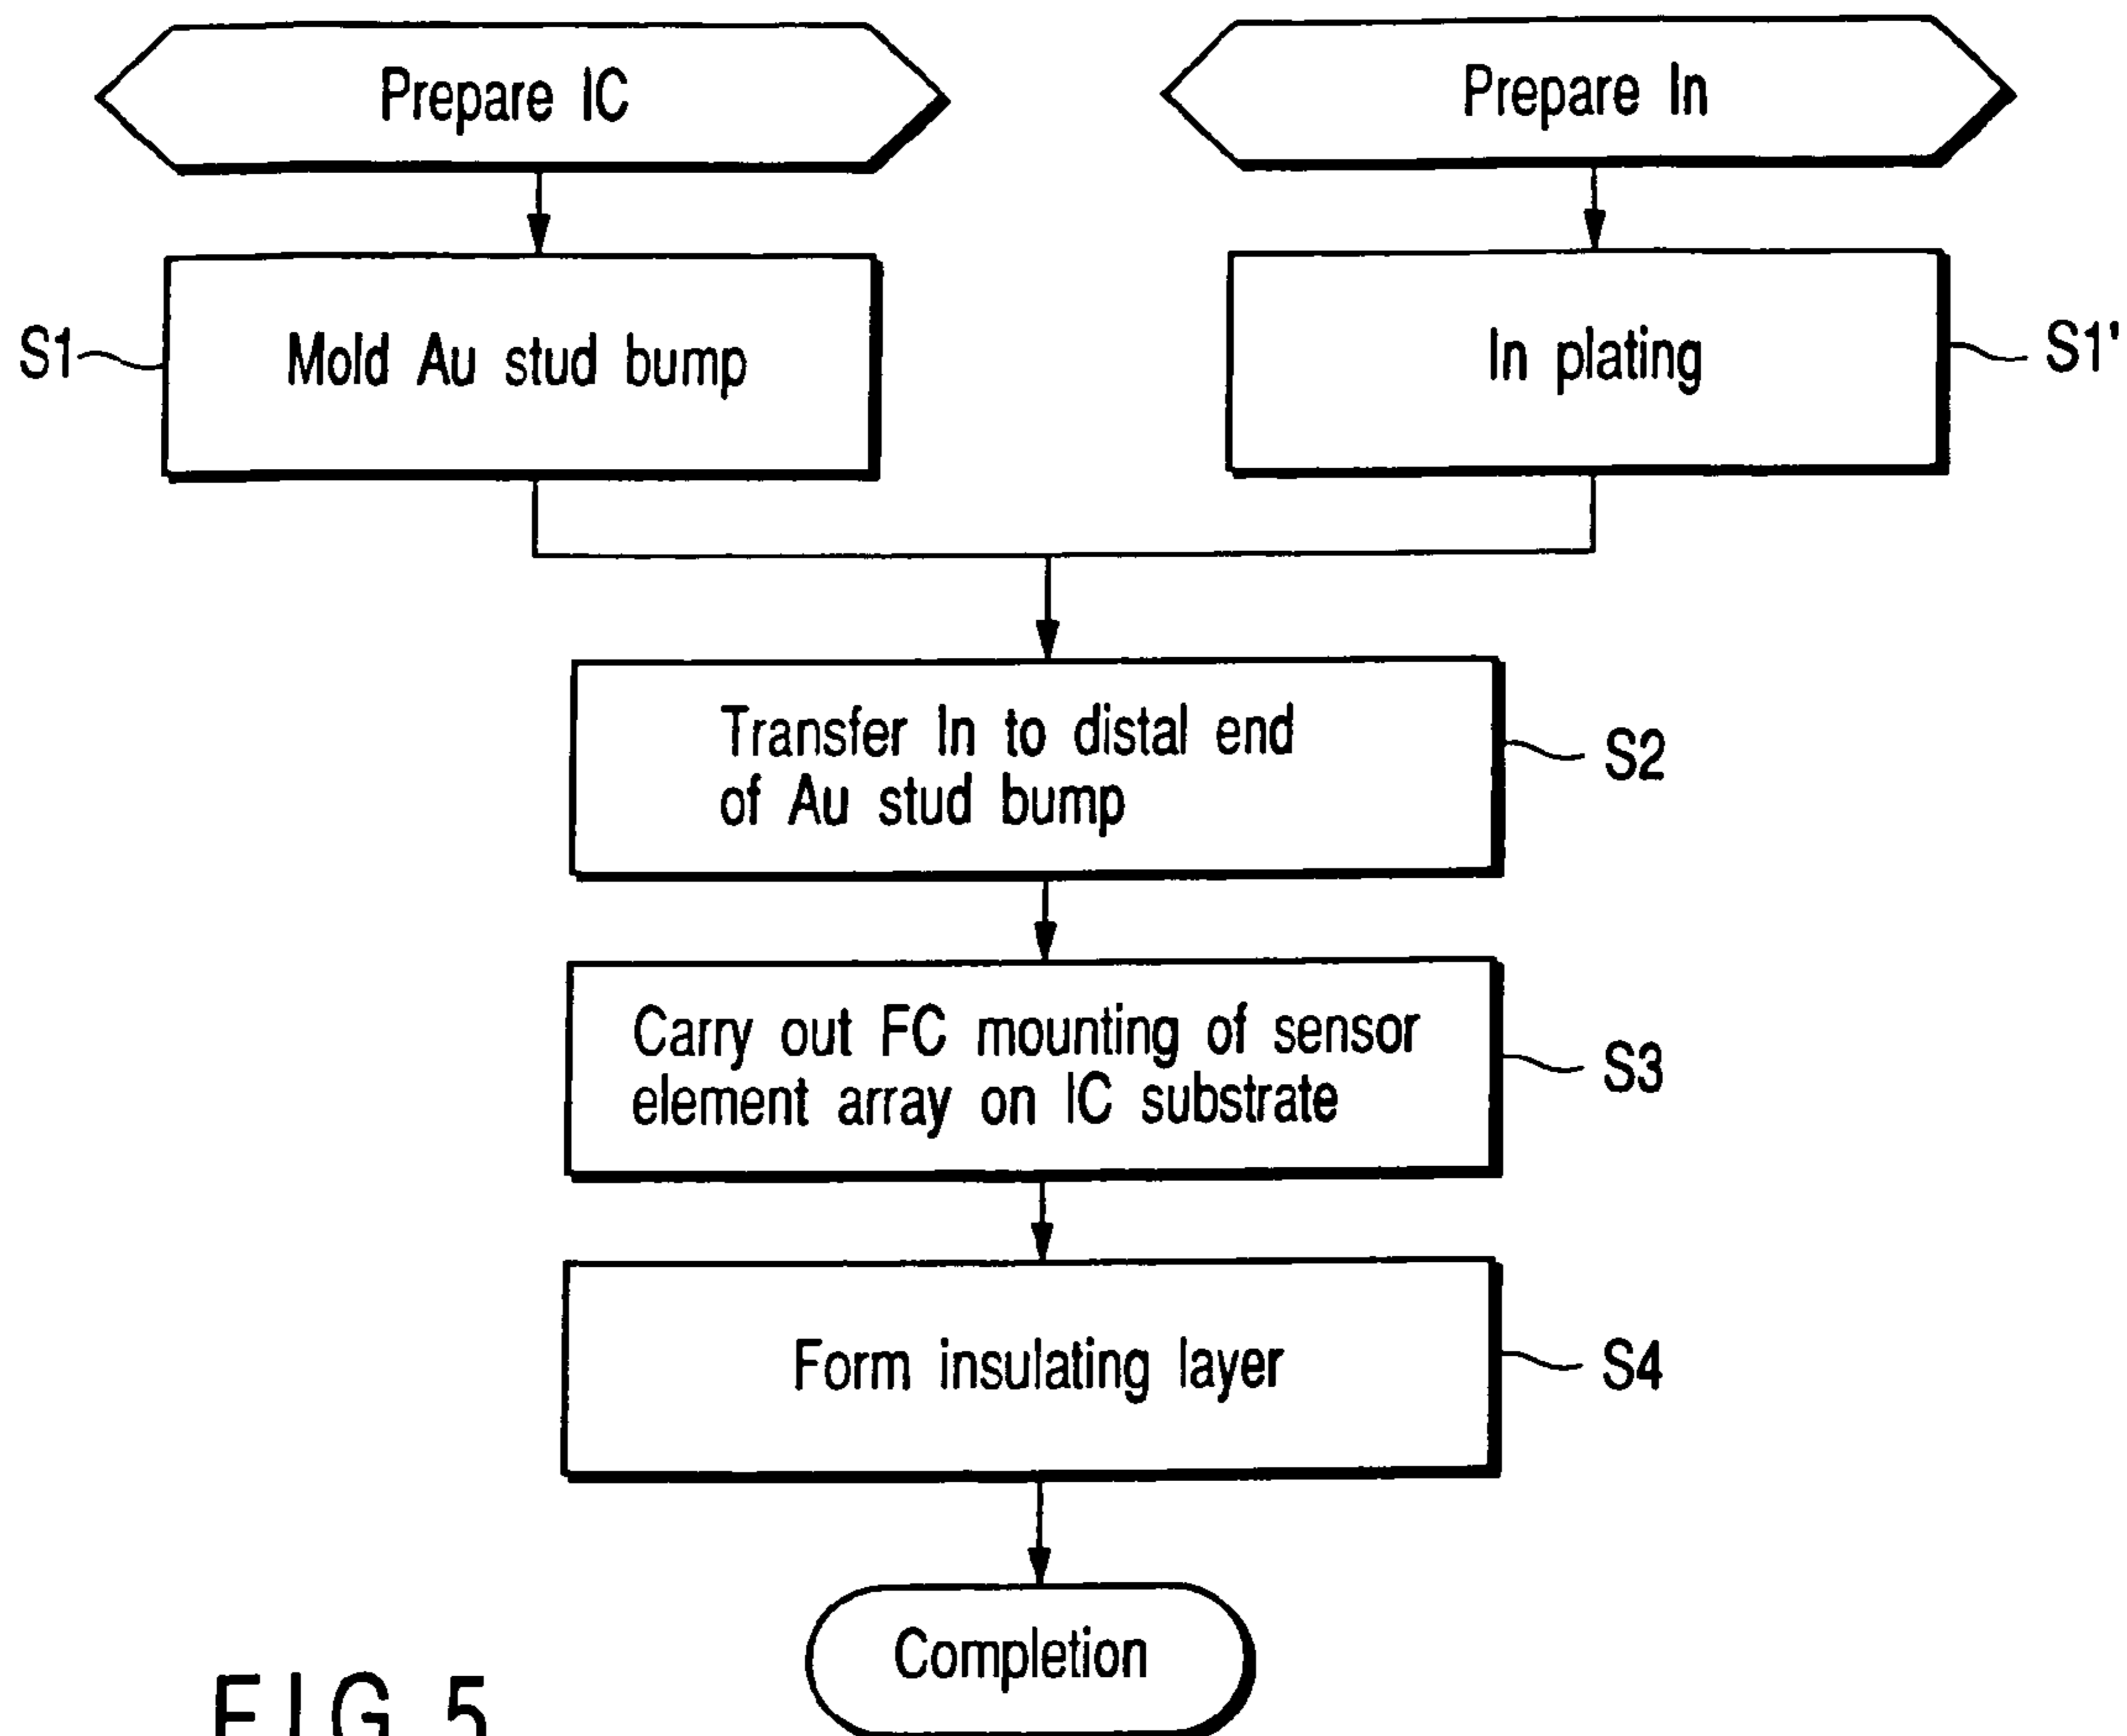 Prepare IC
Prepare In
S1
Mold Au stud bump
In plating
S1'
Transfer In to distal end
of Au stud bump
S2
Carry out FC mounting of sensor
element array on IC substrate
S3
Form insulating layer
S4
Completion
FIG. 5